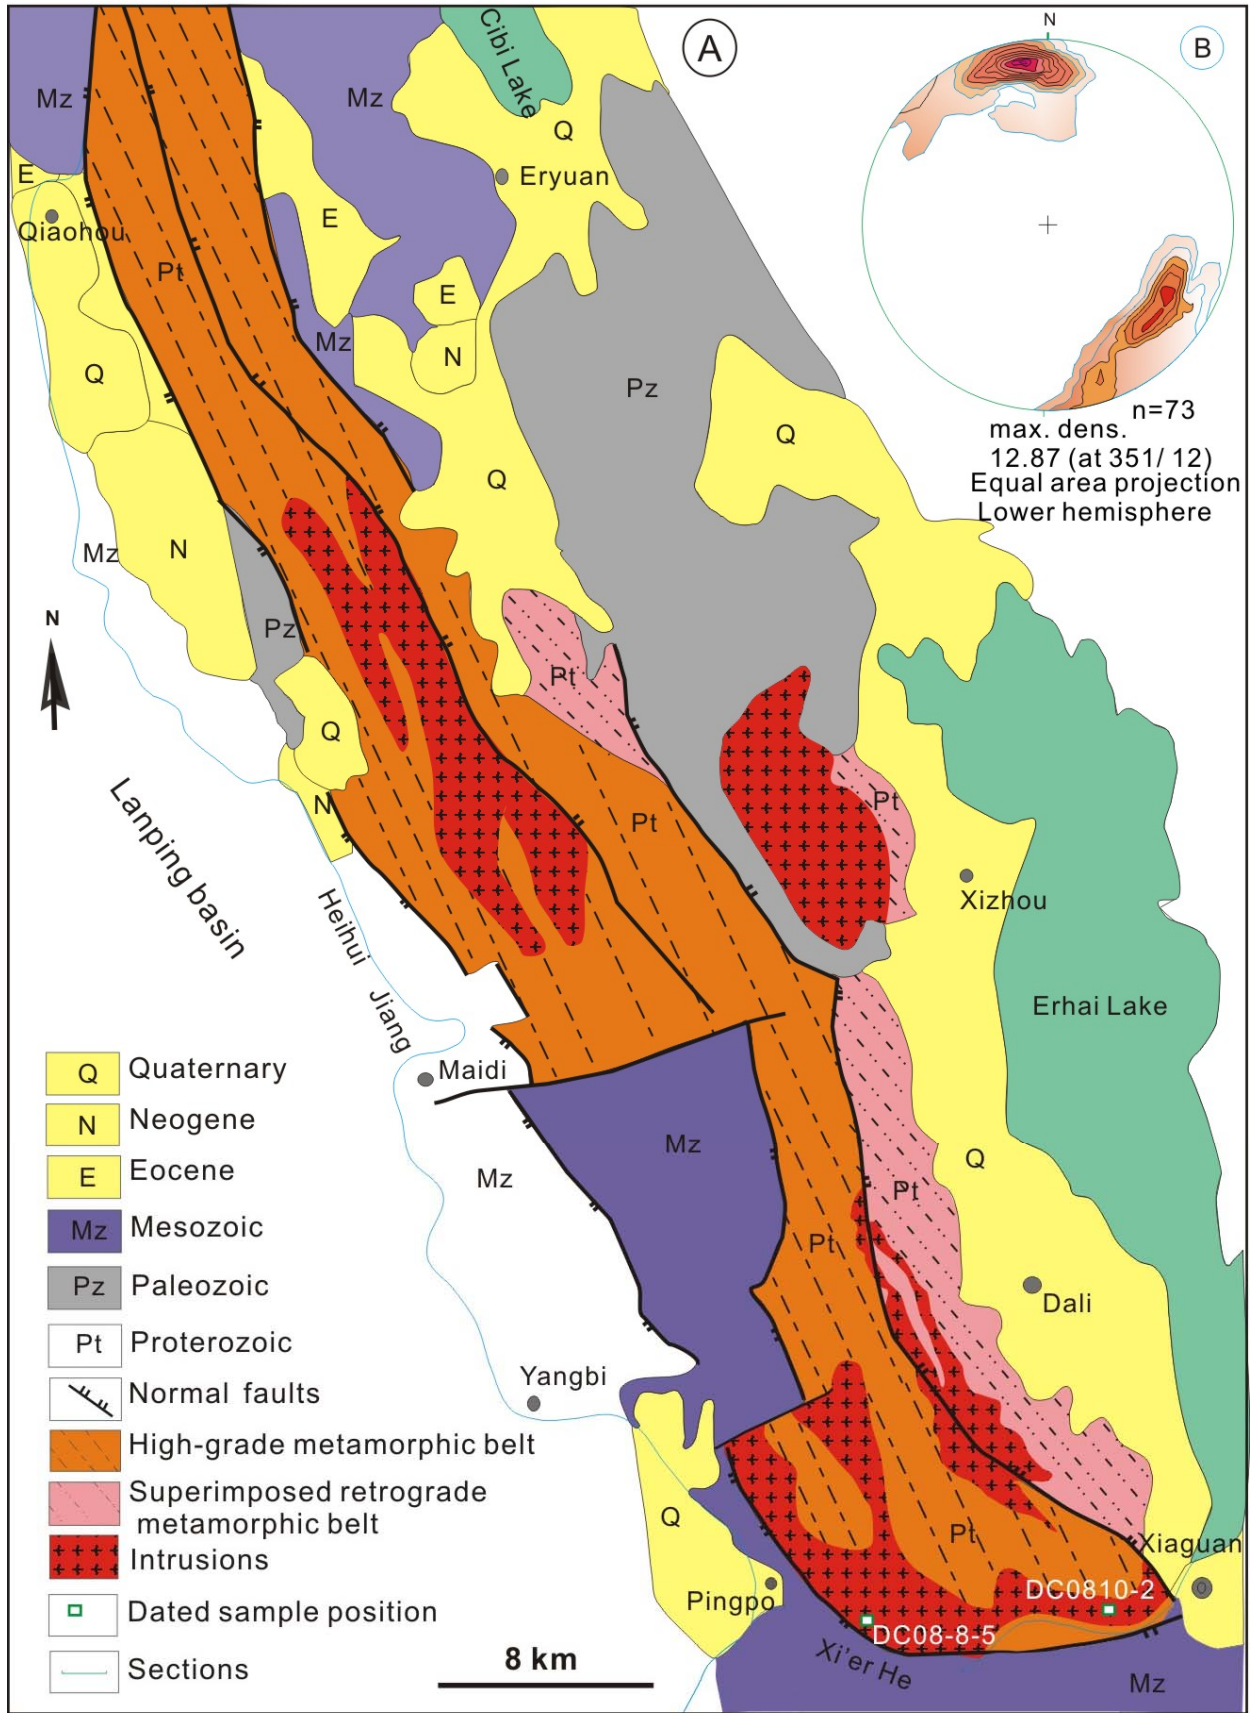 A
N
B
Cibi Lake
Mz
Mz
Q
E
Eryuan
Qiaohou
E
Pt
E
Mz
N
Q
Pz
n=73
max. dens.
12.87 (at 351/ 12)
Equal area projection
Lower hemisphere
Q
Q
Mz
N
N
Pz
Pt
Q
N
Pt
Pt
Lanping basin
Xizhou
Heihui
Jiang
Erhai Lake
Maidi
Mz
Mz
Q
Pt
Pt
Dali
Yangbi
Q
Pt
Xiaguan
Pingpo
DC0810-2
DC08-8-5
Xi'er He
Mz
8 km
Q Quaternary
N Neogene
E Eocene
Mz Mesozoic
Pz Paleozoic
Pt Proterozoic
Normal faults
High-grade metamorphic belt
Superimposed retrograde
metamorphic belt
Intrusions
Dated sample position
Sections